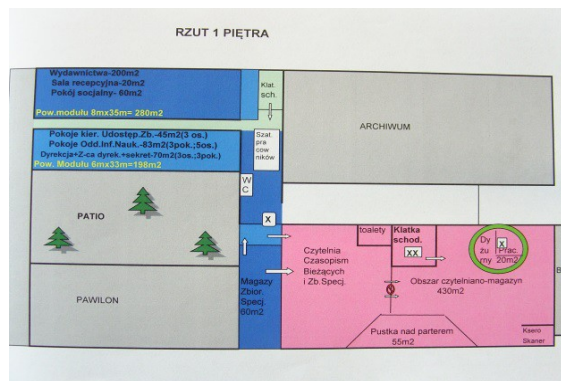 RZUT 1 PIĘTRA
Wydawnictwa-200m2
Sala recepcyjna-20m2
Pokój socjalny- 60m2
Pow.modułu 8mx35m= 280m2
Klat.
sch.
Pokoje kier. Udostęp.Zb.-45m2(3 os.)
Pokoje Odd.Inf.Nauk.-83m2(3pok.;5os.)
Dyrekcja+Z-ca dyrek.+sekret-70m2(3os.;3pok.)
Pow. Modułu 6mx33m=198m2
Szat.
pra
cow
ników
ARCHIWUM
W
C
PATIO
X
toalety
Klatka
schod.
XX
Dy
żu
rny
X
Prac.
20m2
Czytelnia
Czasopism
Bieżących
i Zb.Specj.
Magazy
Zbior.
Specj.
60m2
Obszar czytelniano-magazyn
430m2
PAWILON
Pustka nad parterem
55m2
Ksero
Skaner
B